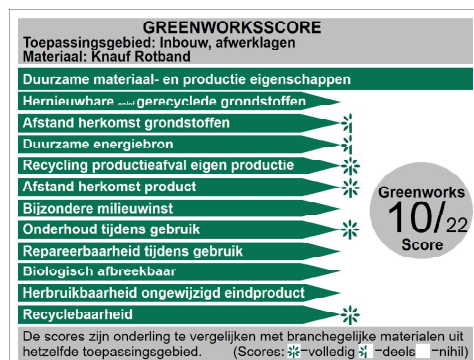 GREENWORKSSCORE
Toepassingsgebied: Inbouw, afwerklagen
Materiaal: Knauf Rotband
Duurzame materiaal- en productie eigenschappen
Hernieuwbare en/of gerecyclede grondstoffen
Afstand herkomst grondstoffen
Duurzame energiebron
Recycling productieafval eigen productie
Afstand herkomst product
Bijzondere milieuwinst
Onderhoud tijdens gebruik
Repareerbaarheid tijdens gebruik
Biologisch afbreekbaar
Herbruikbaarheid ongewijzigd eindproduct
Recyclebaarheid
Greenworks
10/22
Score
De scores zijn onderling te vergelijken met branchegelijke materialen uit
hetzelfde toepassingsgebied. (Scores: =volledig =deels =nihil)